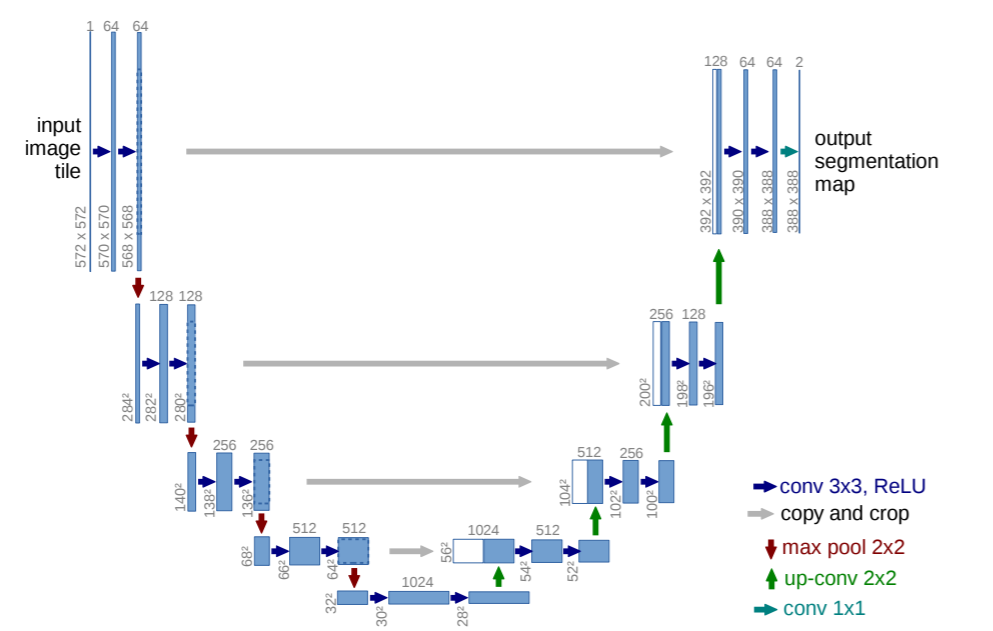 1 64 64
input
image
tile
572 x 572
570 x 570
568 x 568
128 64 64 2
output
segmentation
map
392 x 392
390 x 390
388 x 388
388 x 388
128 128
284²
282²
280²
256 128
200²
198²
196²
256 256
140²
138²
136²
512 256
104²
102²
100²
512 512
68²
66²
64²
1024 512
56²
54²
52²
1024
32²
30²
28²
conv 3x3, ReLU
copy and crop
max pool 2x2
up-conv 2x2
conv 1x1